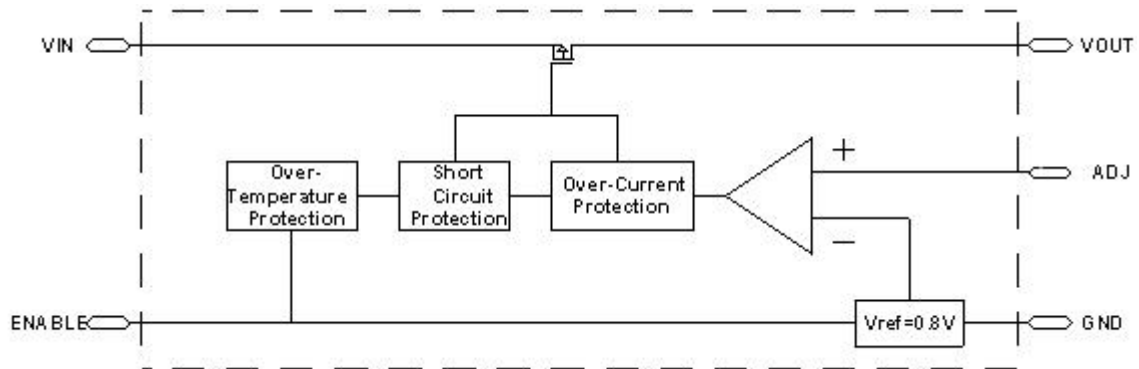 VIN
VOUT
+
ADJ
Over-
Temperature
Protection
Short
Circuit
Protection
Over-Current
Protection
−
ENABLE
Vref=0.8V
GND